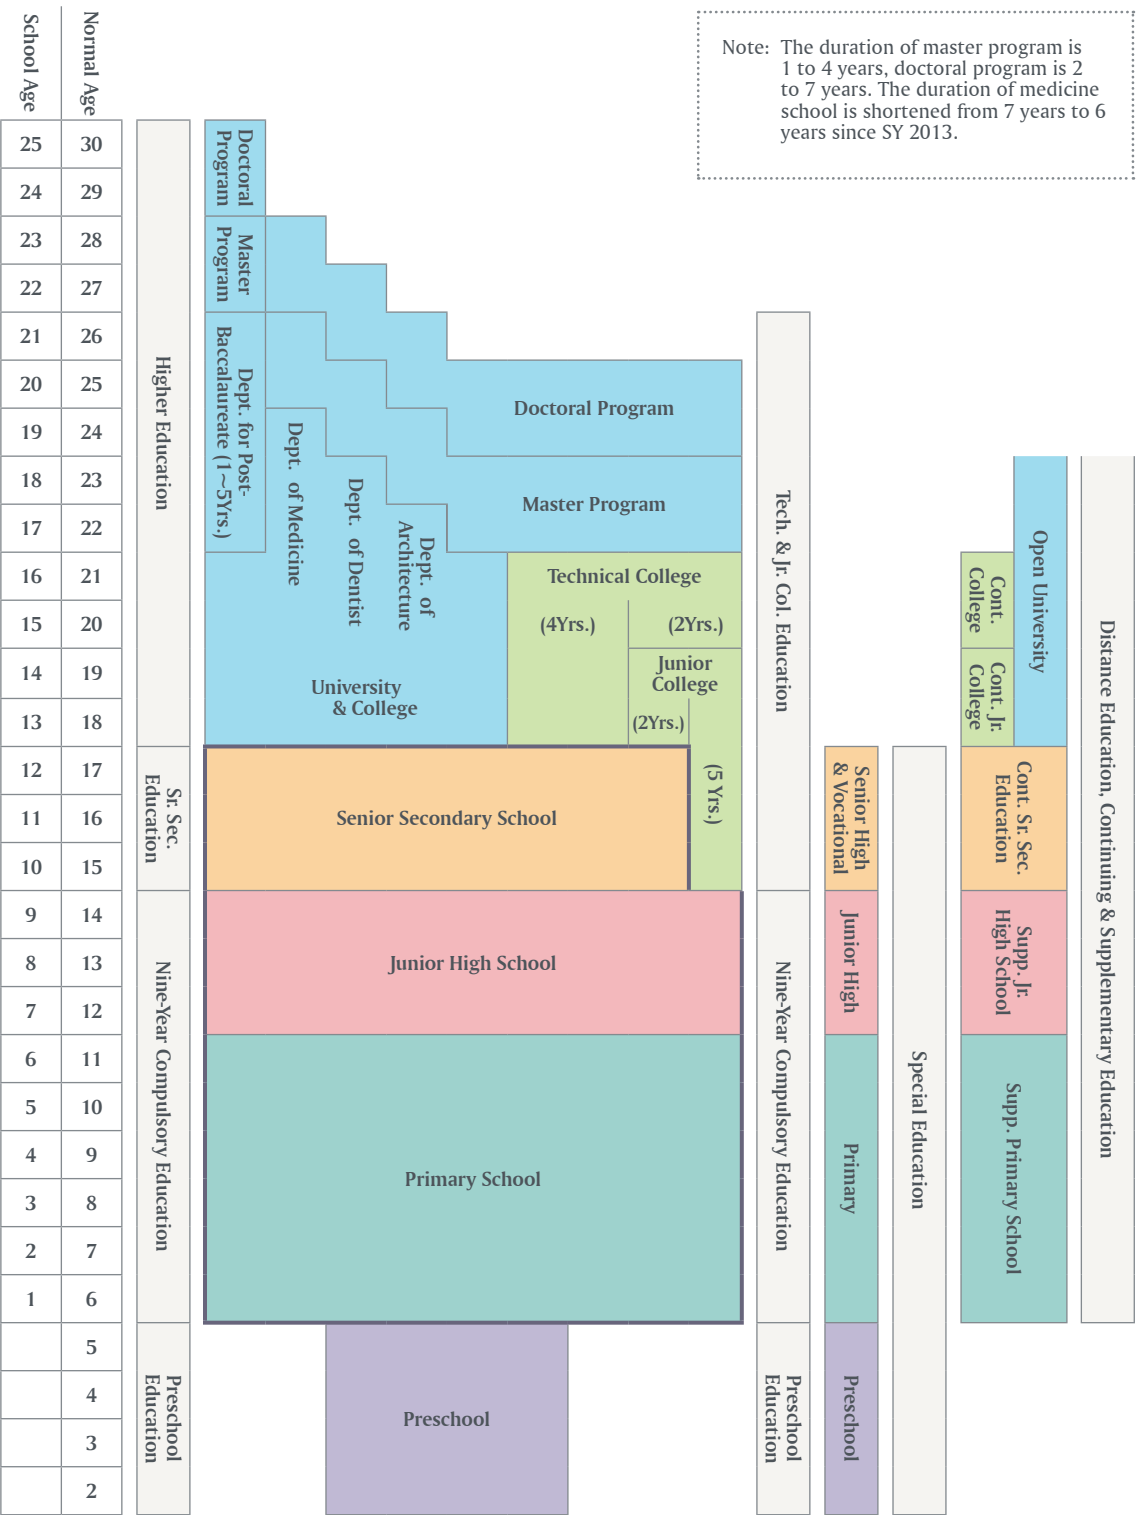 School Age
Normal Age
Note: The duration of master program is
1 to 4 years, doctoral program is 2
to 7 years. The duration of medicine
school is shortened from 7 years to 6
years since SY 2013.
25 30
24 29
23 28
22 27
21 26
20 25
19 24
18 23
17 22
16 21
15 20
14 19
13 18
12 17
11 16
10 15
9 14
8 13
7 12
6 11
5 10
4 9
3 8
2 7
1 6
5
4
3
2
Higher Education
Sr. Sec.
Education
Nine-Year Compulsory Education
Preschool
Education
Doctoral
Program
Master
Program
Dept. for Post-
Baccalaureate (1~5Yrs.)
Dept. of Medicine
Dept. of Dentist
Dept. of
Architecture
Doctoral Program
Master Program
University
& College
Technical College
(4Yrs.)
(2Yrs.)
Junior
College
(2Yrs.)
(5 Yrs.)
Senior Secondary School
Junior High School
Primary School
Preschool
Tech. & Jr. Col. Education
Nine-Year Compulsory Education
Preschool
Education
Senior High
& Vocational
Junior High
Primary
Preschool
Special Education
Open University
Cont.
College
Cont. Jr.
College
Cont. Sr. Sec.
Education
Supp. Jr.
High School
Supp. Primary School
Distance Education, Continuing & Supplementary Education